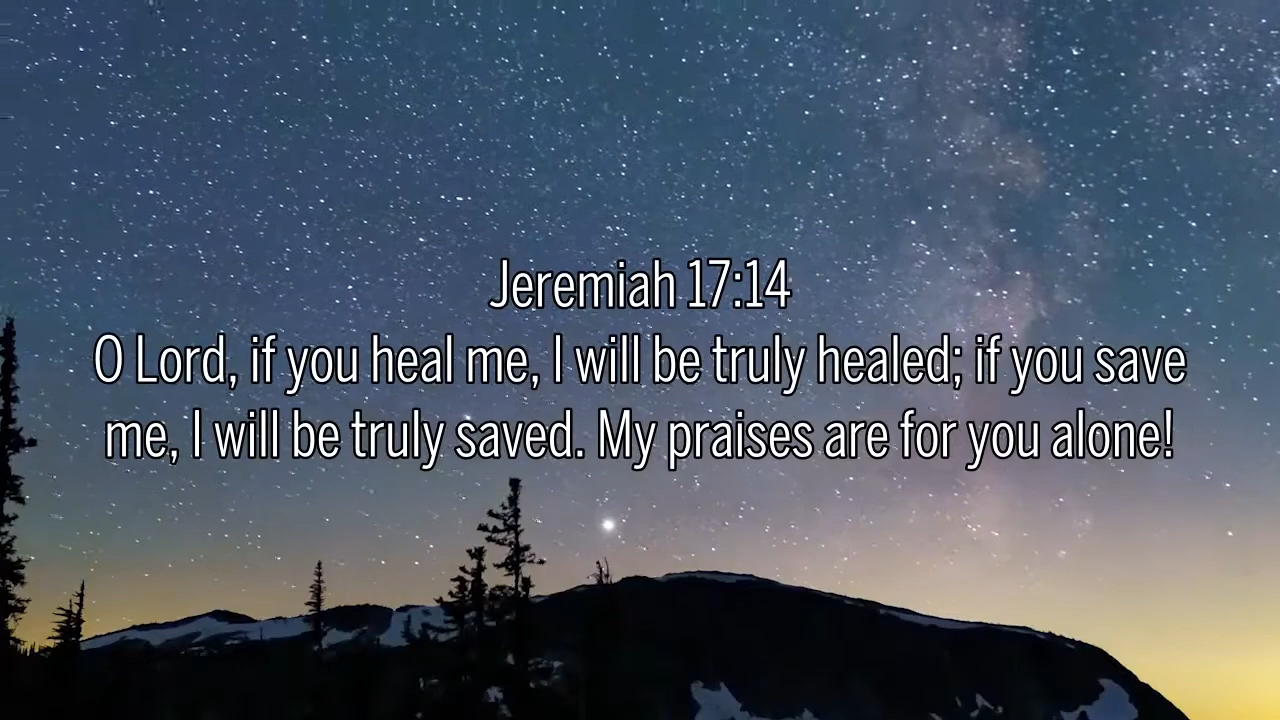 Jeremiah 17:14
O Lord, if you heal me, I will be truly healed; if you save
me, I will be truly saved. My praises are for you alone!